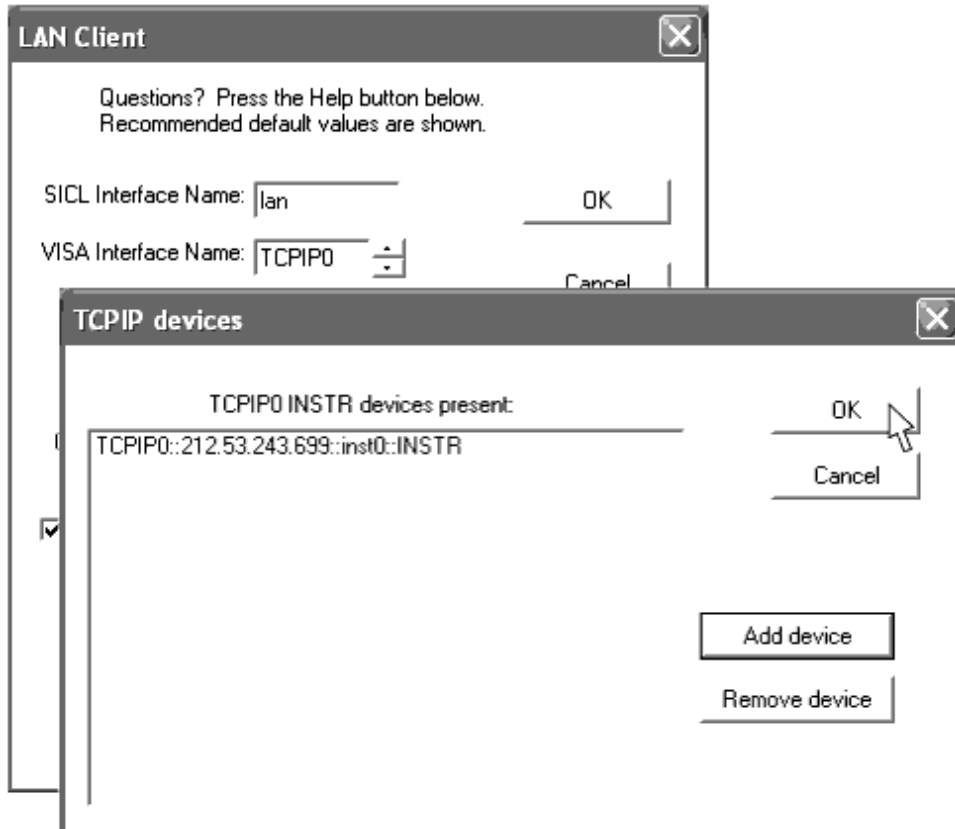 LAN Client
Questions? Press the Help button below.
Recommended default values are shown.
SICL Interface Name: lan
OK
VISA Interface Name: TCPIP0
Cancel
TCPIP devices
TCPIP0 INSTR devices present:
OK
TCPIP0::212.53.243.699::inst0::INSTR
Cancel
Add device
Remove device